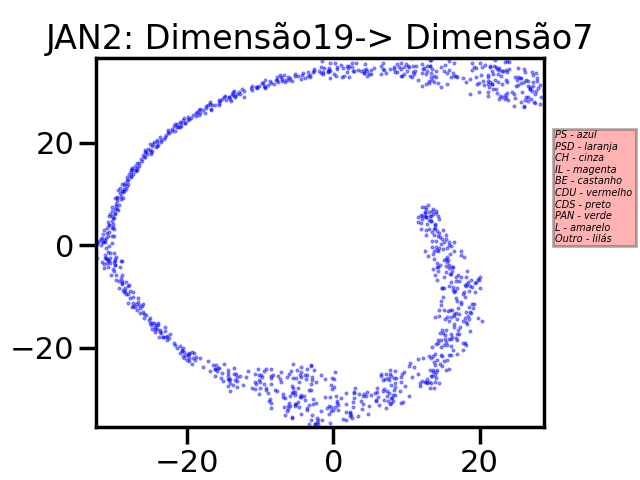 JAN2: Dimensão19-> Dimensão7
20
0
−20
−20
0
20
PS - azul
PSD - laranja
CH - cinza
IL - magenta
BE - castanho
CDU - vermelho
CDS - preto
PAN - verde
L - amarelo
Outro - lilás